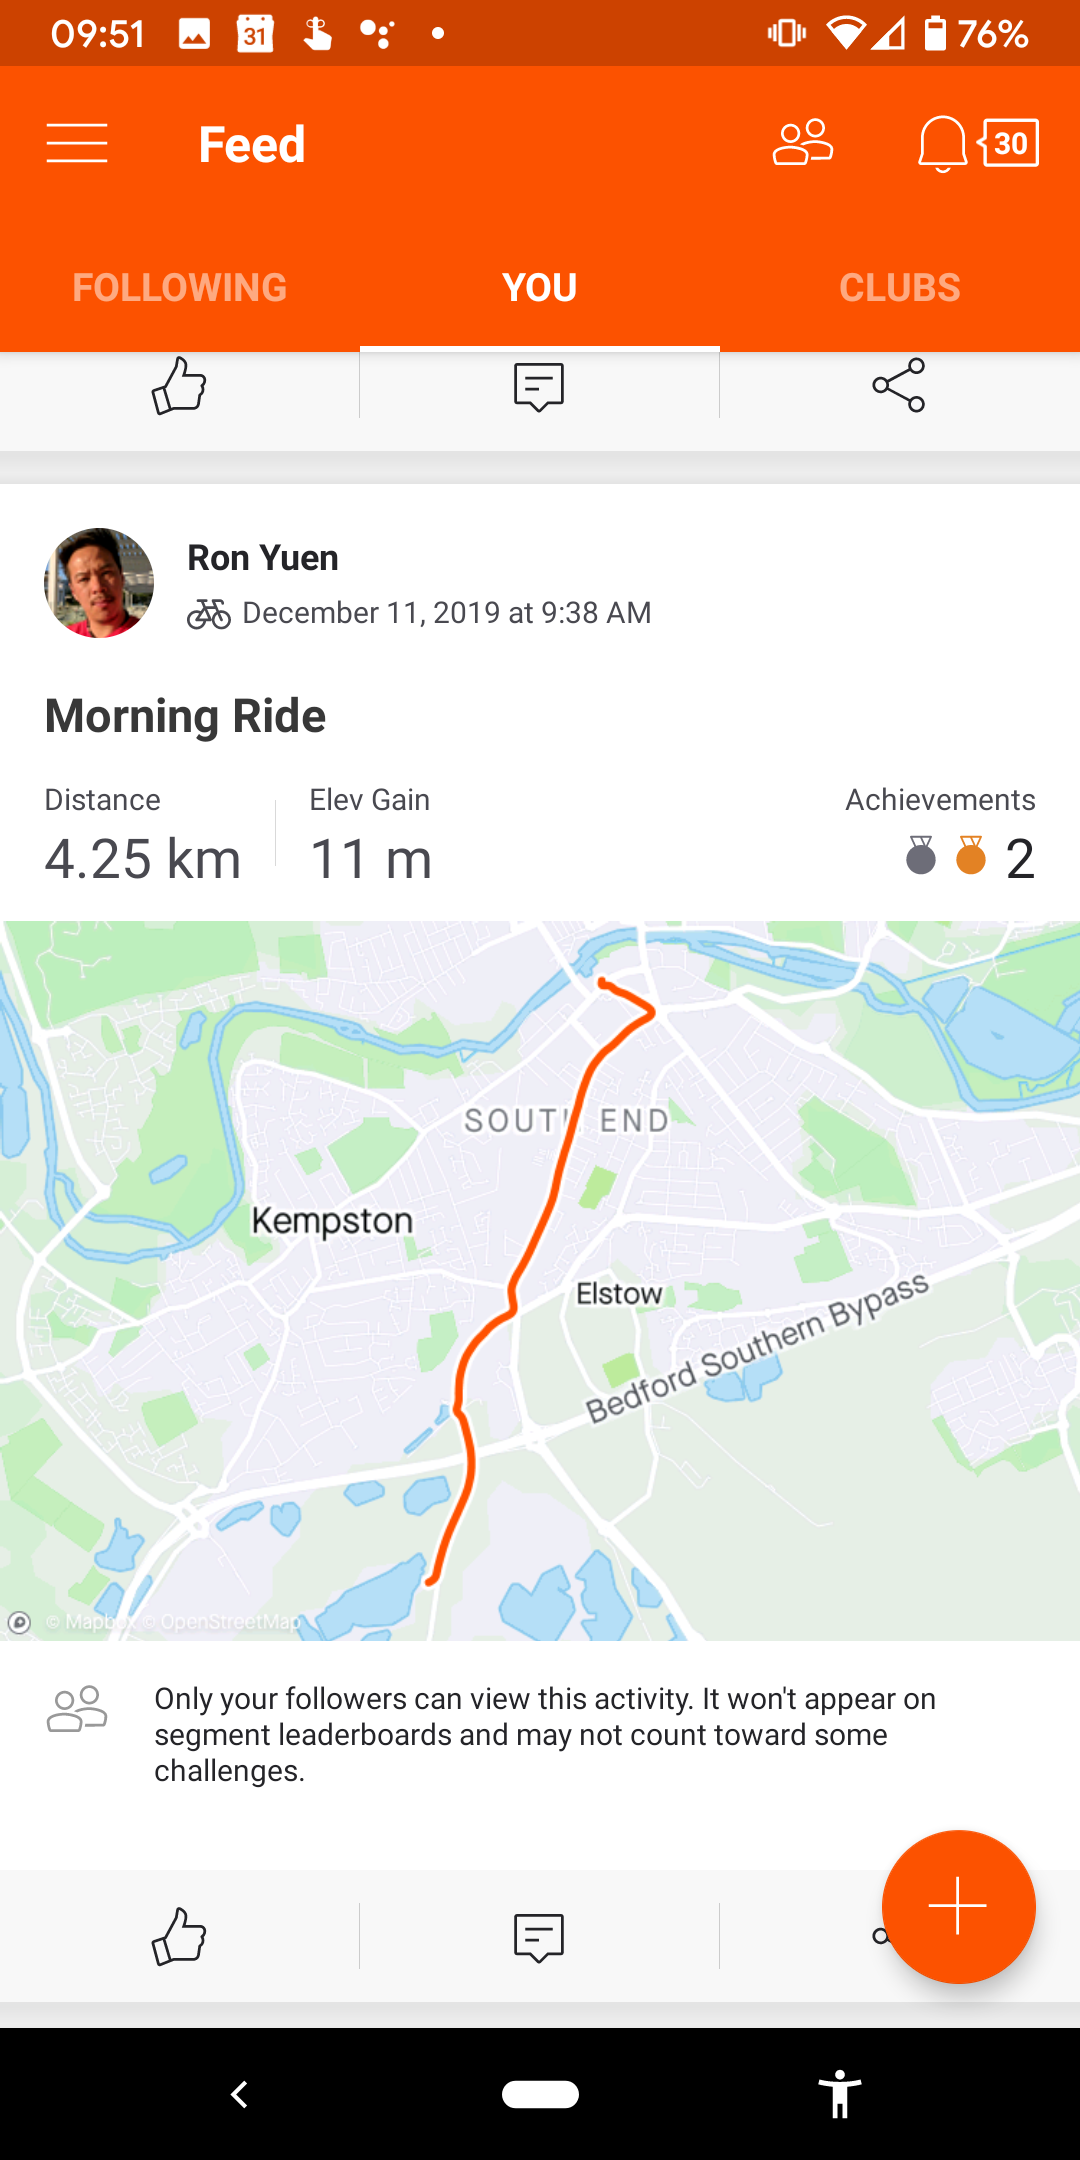 09:51
31
76%
Feed
30
FOLLOWING
YOU
CLUBS
Ron Yuen
December 11, 2019 at 9:38 AM
Morning Ride
Distance
Elev Gain
Achievements
4.25 km
11 m
2
SOUTH END
Kempston
Elstow
Bedford Southern Bypass
© Mapbox © OpenStreetMap
Only your followers can view this activity. It won't appear on
segment leaderboards and may not count toward some
challenges.